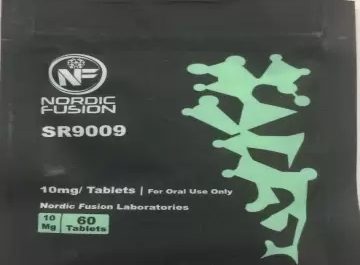 NF
NORDIC
FUSION
SR9009
10mg/ Tablets | For Oral Use Only
Nordic Fusion Laboratories
10 Mg 60 Tablets